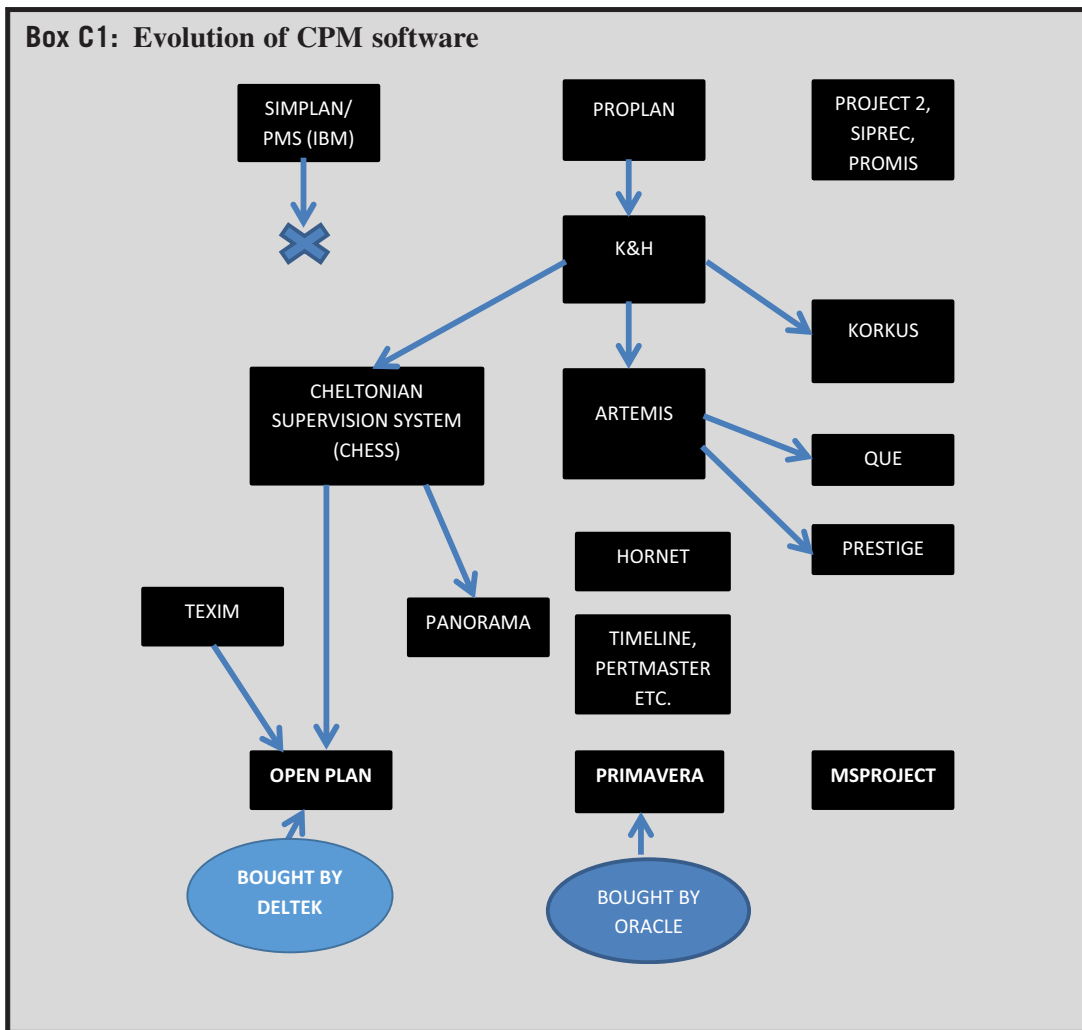 Box C1: Evolution of CPM software
SIMPLAN/
PMS (IBM)
PROPLAN
PROJECT 2,
SIPREC,
PROMIS
K&H
KORKUS
CHELTONIAN
SUPERVISION SYSTEM
(CHESS)
ARTEMIS
QUE
PRESTIGE
HORNET
TEXIM
PANORAMA
TIMELINE,
PERTMASTER
ETC.
OPEN PLAN
PRIMAVERA
MSPROJECT
BOUGHT BY
DELTEK
BOUGHT BY
ORACLE